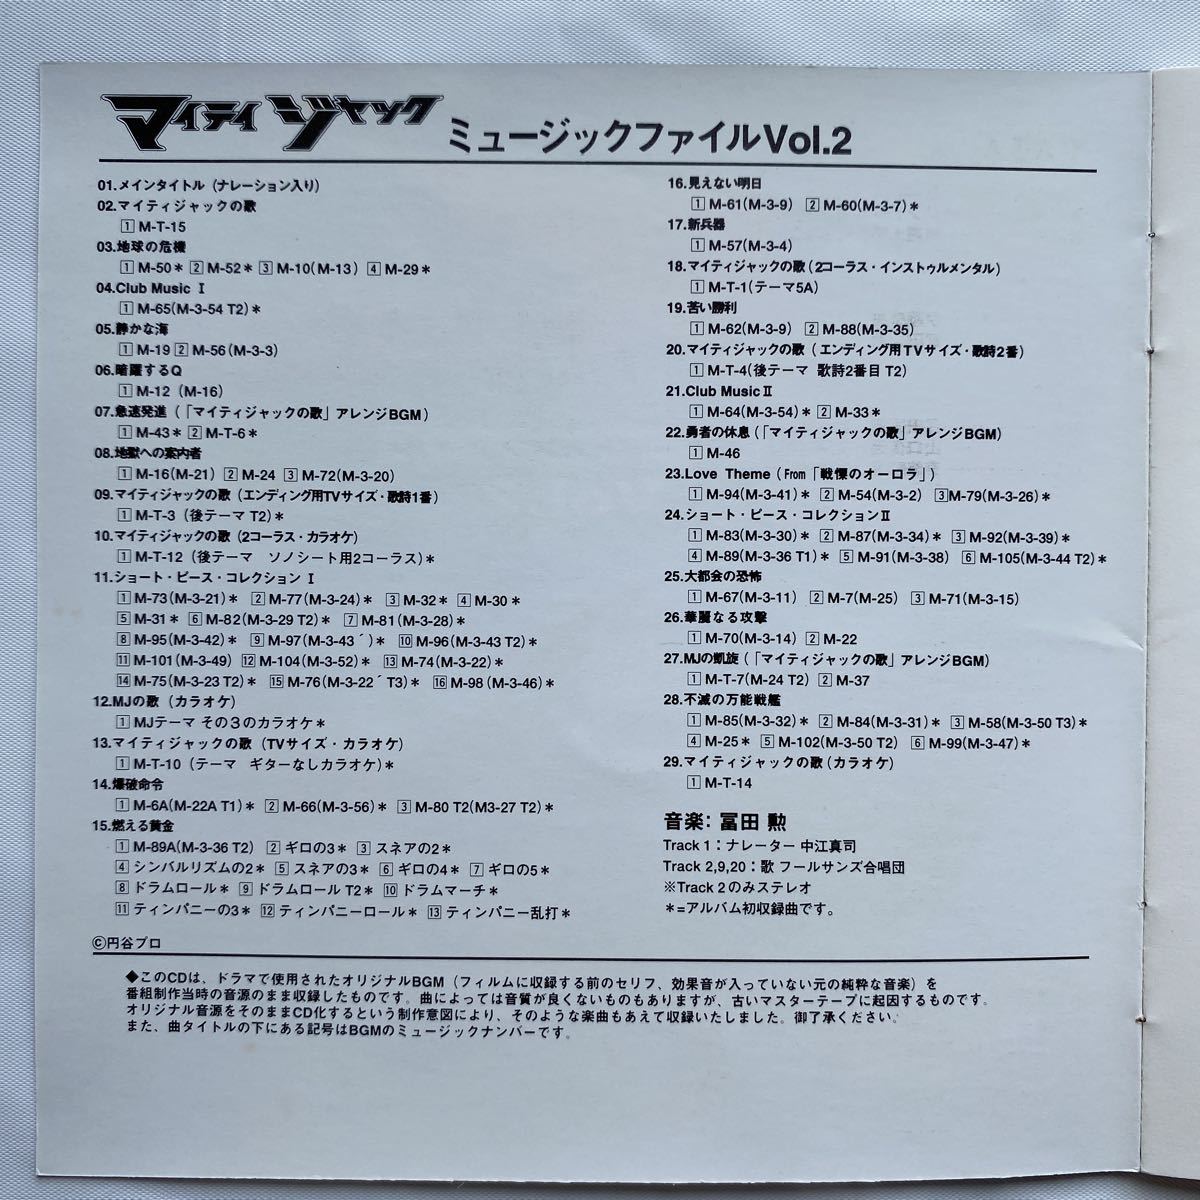 マイティジャック ミュージックファイルVol.2
01.メインタイトル (ナレーション入り)
02.マイティジャックの歌
1 M-T-15
03.地球の危機
1 M-50* 2 M-52* 3 M-10(M-13) 4 M-29*
04.Club Music Ⅰ
1 M-65(M-3-54 T2)*
05.静かな海
1 M-19 2 M-56(M-3-3)
06.暗躍するQ
1 M-12 (M-16)
07.急速発進 (「マイティジャックの歌」アレンジBGM)
1 M-43* 2 M-T-6*
08.地獄への案内者
1 M-16(M-21) 2 M-24 3 M-72(M-3-20)
09.マイティジャックの歌 (エンディング用TVサイズ・歌詩1番)
1 M-T-3 (後テーマ T2)*
10.マイティジャックの歌 (2コーラス・カラオケ)
1 M-T-12 (後テーマ ソノシート用2コーラス)*
11.ショート・ピース・コレクション Ⅰ
1 M-73(M-3-21)* 2 M-77(M-3-24)* 3 M-32* 4 M-30*
5 M-31* 6 M-82(M-3-29 T2)* 7 M-81(M-3-28)*
8 M-95(M-3-42)* 9 M-97(M-3-43´)* 10 M-96(M-3-43 T2)*
11 M-101(M-3-49) 12 M-104(M-3-52)* 13 M-74(M-3-22)*
14 M-75(M-3-23 T2)* 15 M-76(M-3-22´ T3)* 16 M-98 (M-3-46)*
12.MJの歌 (カラオケ)
1 MJテーマ その3のカラオケ*
13.マイティジャックの歌 (TVサイズ・カラオケ)
1 M-T-10 (テーマ ギターなしカラオケ)*
14.爆破命令
1 M-6A(M-22A T1)* 2 M-66(M-3-56)* 3 M-80 T2(M3-27 T2)*
15.燃える黄金
1 M-89A(M-3-36 T2) 2 ギロの3* 3 スネアの2*
4 シンバルリズムの2* 5 スネアの3* 6 ギロの4* 7 ギロの5*
8 ドラムロール* 9 ドラムロール T2* 10 ドラムマーチ*
11 ティンパニーの3* 12 ティンパニーロール* 13 ティンパニー乱打*
16.見えない明日
1 M-61(M-3-9) 2 M-60(M-3-7)*
17.新兵器
1 M-57(M-3-4)
18.マイティジャックの歌 (2コーラス・インストゥルメンタル)
1 M-T-1(テーマ5A)
19.苦い勝利
1 M-62(M-3-9) 2 M-88(M-3-35)
20.マイティジャックの歌 ( エンディング用TVサイズ・歌詩2番)
1 M-T-4(後テーマ 歌詩2番目 T2)
21.Club MusicⅡ
1 M-64(M-3-54)* 2 M-33*
22.勇者の休息 (「マイティジャックの歌」アレンジBGM)
1 M-46
23.Love Theme (From「戦慄のオーロラ」)
1 M-94(M-3-41)* 2 M-54(M-3-2) 3 M-79(M-3-26)*
24.ショート・ピース・コレクションⅡ
1 M-83(M-3-30)* 2 M-87(M-3-34)* 3 M-92(M-3-39)*
4 M-89(M-3-36 T1)* 5 M-91(M-3-38) 6 M-105(M-3-44 T2)*
25.大都会の恐怖
1 M-67(M-3-11) 2 M-7(M-25) 3 M-71(M-3-15)
26.華麗なる攻撃
1 M-70(M-3-14) 2 M-22
27.MJの凱旋 (「マイティジャックの歌」アレンジBGM)
1 M-T-7(M-24 T2) 2 M-37
28.不滅の万能戦艦
1 M-85(M-3-32)* 2 M-84(M-3-31)* 3 M-58(M-3-50 T3)*
4 M-25* 5 M-102(M-3-50 T2) 6 M-99(M-3-47)*
29.マイティジャックの歌 (カラオケ)
1 M-T-14
音楽: 冨田 勲
Track 1 : ナレーター 中江真司
Track 2,9,20 : 歌 フールサンズ合唱団
※Track 2のみステレオ
*=アルバム初収録曲です。
©円谷プロ
◆このCDは、ドラマで使用されたオリジナルBGM (フィルムに収録する前のセリフ、効果音が入っていない元の純粋な音楽) を
番組制作当時の音源のまま収録したものです。曲によっては音質が良くないものもありますが、古いマスターテープに起因するものです。
オリジナル音源をそのままCD化するという制作意図により、そのような楽曲もあえて収録いたしました。御了承ください。
また、曲タイトルの下にある記号はBGMのミュージックナンバーです。